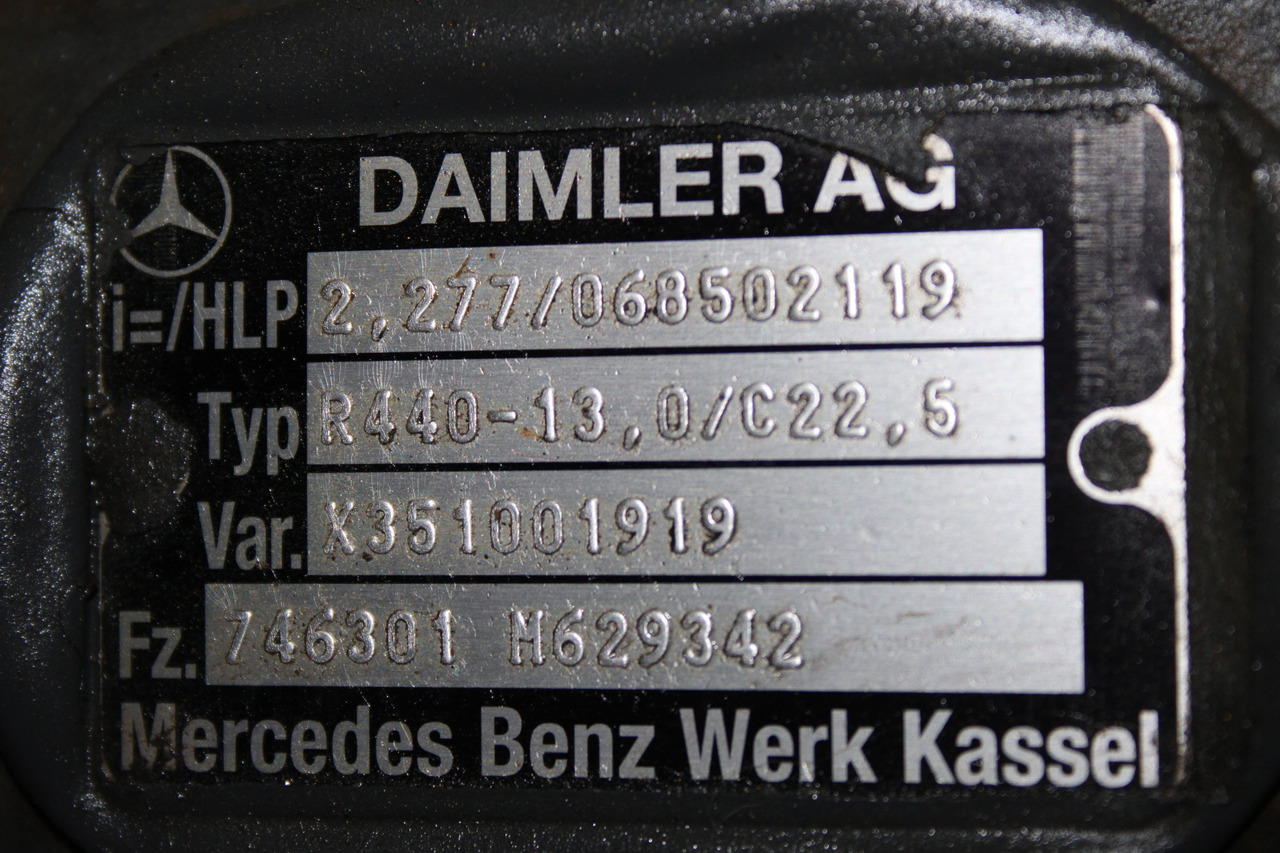 DAIMLER AG
i=/HLP 2,277/068502119
Typ R440-13,0/C22,5
Var. X351001919
Fz. 746301 M629342
Mercedes Benz Werk Kassel